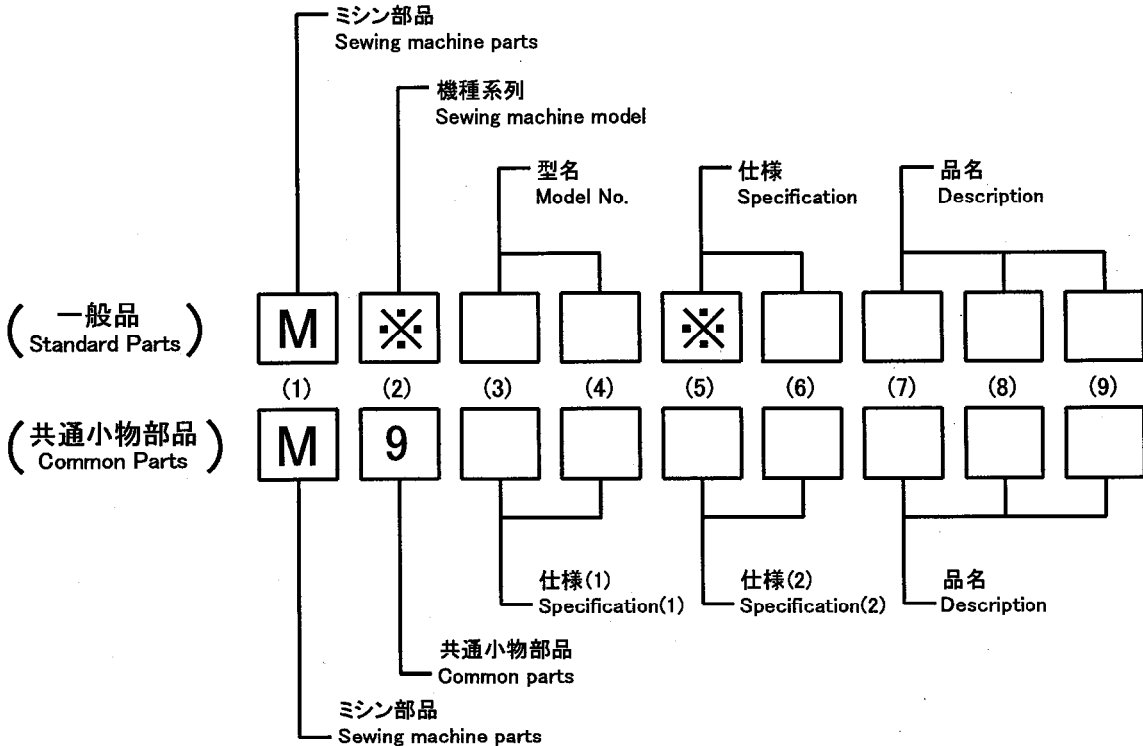 ミシン部品
Sewing machine parts
機種系列
Sewing machine model
型名
Model No.
仕様
Specification
品名
Description
(一般品
Standard Parts)
M ※ ※
(1) (2) (3) (4) (5) (6) (7) (8) (9)
(共通小物部品
Common Parts)
M 9
仕様(1)
Specification(1)
仕様(2)
Specification(2)
品名
Description
共通小物部品
Common parts
ミシン部品
Sewing machine parts